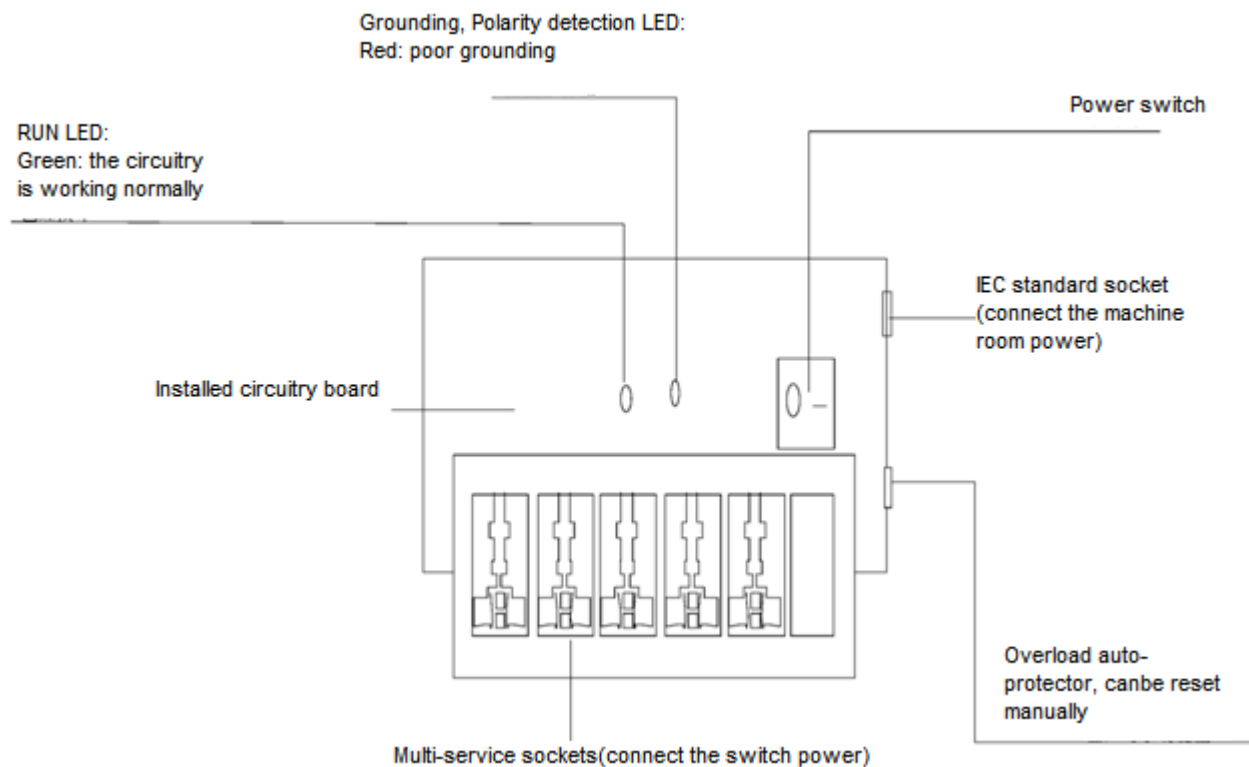 Grounding, Polarity detection LED:
Red: poor grounding
Power switch
RUN LED:
Green: the circuitry
is working normally
IEC standard socket
(connect the machine
room power)
Installed circuitry board
Overload auto-
protector, canbe reset
manually
Multi-service sockets(connect the switch power)